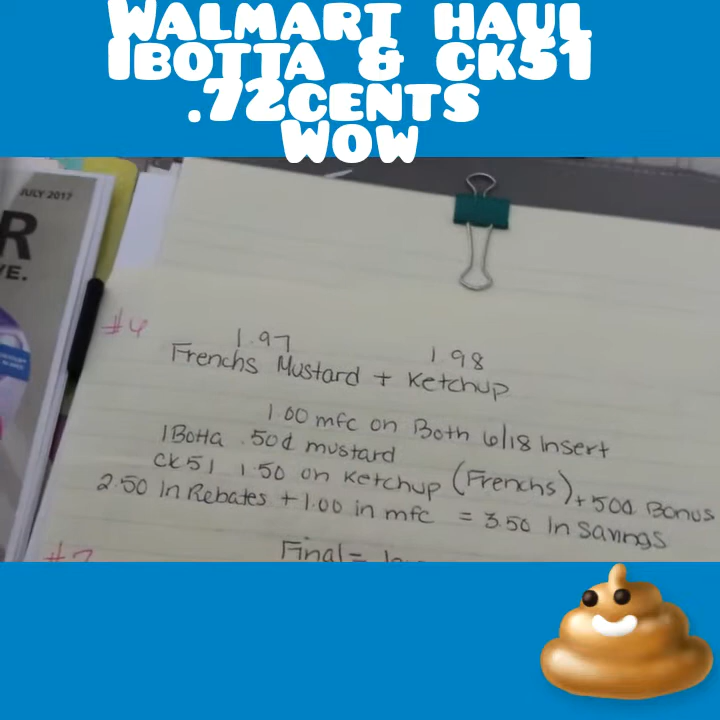 WALMART HAUL
IBOTTA & CK51
.72CENTS
WOW
JULY 2017
R
VE.
#6
1.97 1.98
Frenchs Mustard + Ketchup
1.00 mfc on Both 6/18 Insert
IBotta .50¢ mustard
CK51 1.50 on Ketchup (Frenchs) + 50¢ Bonus
2.50 In Rebates + 1.00 in mfc = 3.50 in Savings
#7
Final =